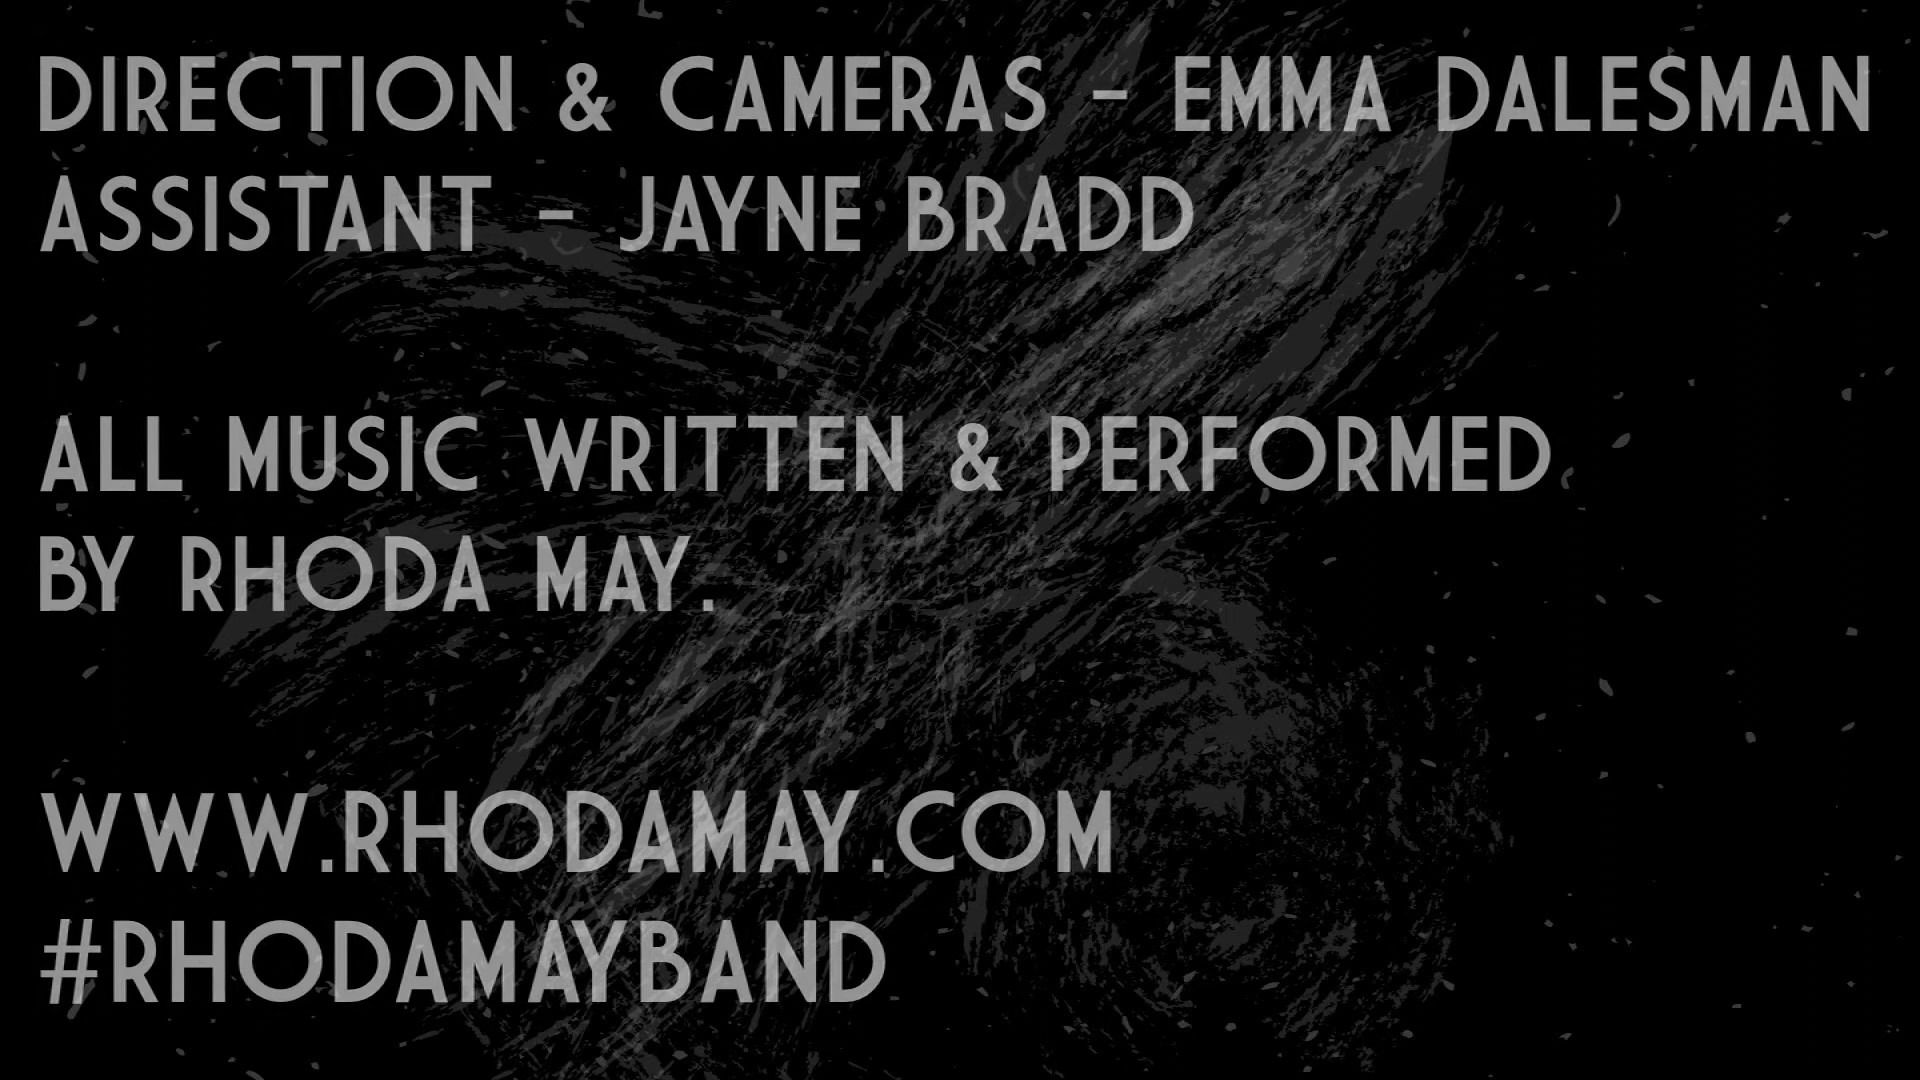 DIRECTION & CAMERAS - EMMA DALESMAN
ASSISTANT - JAYNE BRADD
ALL MUSIC WRITTEN & PERFORMED
BY RHODA MAY.
WWW.RHODAMAY.COM
#RHODAMAYBAND